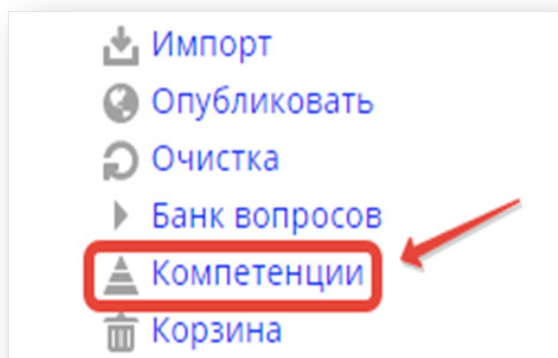 Импорт
Опубликовать
Очистка
Банк вопросов
Компетенции
Корзина